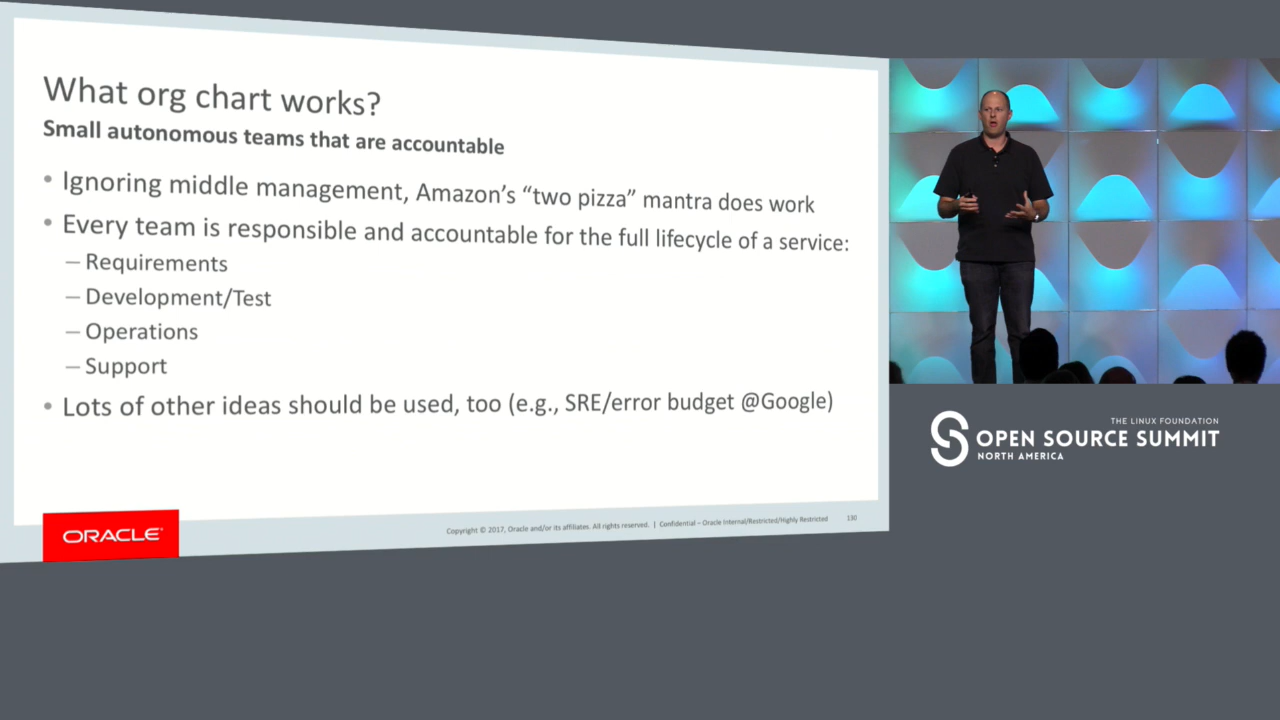 What org chart works?
Small autonomous teams that are accountable
• Ignoring middle management, Amazon's “two pizza” mantra does work
• Every team is responsible and accountable for the full lifecycle of a service:
– Requirements
– Development/Test
– Operations
– Support
• Lots of other ideas should be used, too (e.g., SRE/error budget @Google)
ORACLE
Copyright © 2017, Oracle and/or its affiliates. All rights reserved. | Confidential – Oracle Internal/Restricted/Highly Restricted 130
THE LINUX FOUNDATION
OPEN SOURCE SUMMIT
NORTH AMERICA